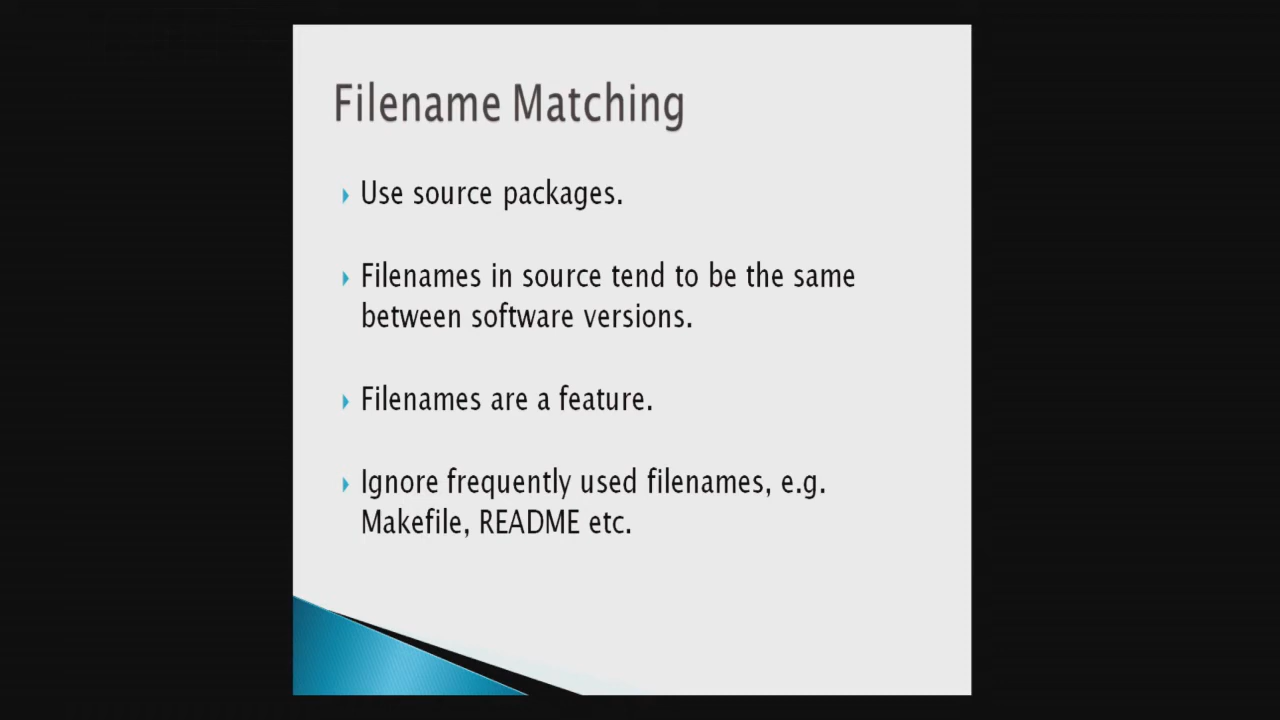 Filename Matching
Use source packages.
Filenames in source tend to be the same
between software versions.
Filenames are a feature.
Ignore frequently used filenames, e.g.
Makefile, README etc.